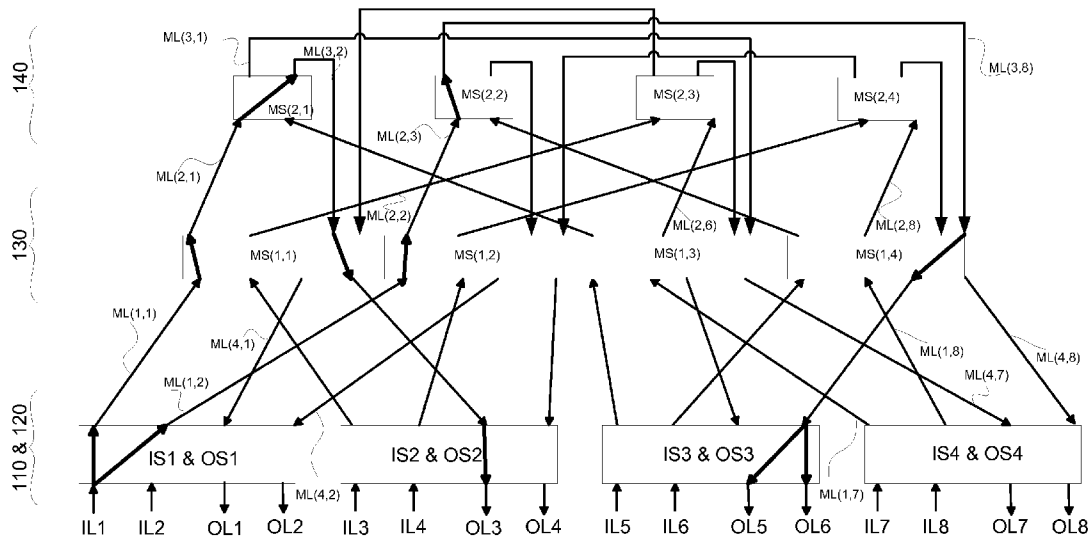 140
130
110 & 120
ML(3,1)
ML(3,2)
ML(3,8)
MS(2,1)
MS(2,2)
MS(2,3)
MS(2,4)
ML(2,1)
ML(2,3)
ML(2,2)
ML(2,6)
ML(2,8)
MS(1,1)
MS(1,2)
MS(1,3)
MS(1,4)
ML(1,1)
ML(4,1)
ML(1,2)
ML(1,8)
ML(4,8)
ML(4,7)
IS1 & OS1
IS2 & OS2
IS3 & OS3
IS4 & OS4
ML(4,2)
ML(1,7)
IL1 IL2 OL1 OL2 IL3 IL4 OL3 OL4 IL5 IL6 OL5 OL6 IL7 IL8 OL7 OL8